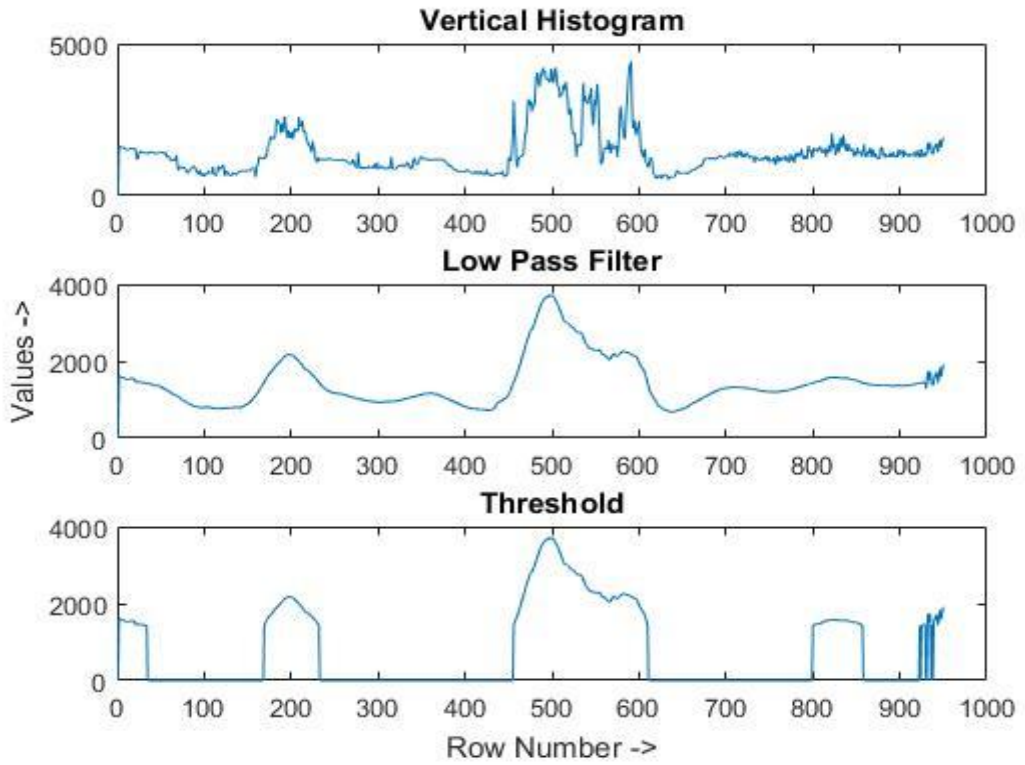 Vertical Histogram
5000
0
0 100 200 300 400 500 600 700 800 900 1000
Low Pass Filter
Values ->
4000
2000
0
0 100 200 300 400 500 600 700 800 900 1000
Threshold
4000
2000
0
0 100 200 300 400 500 600 700 800 900 1000
Row Number ->